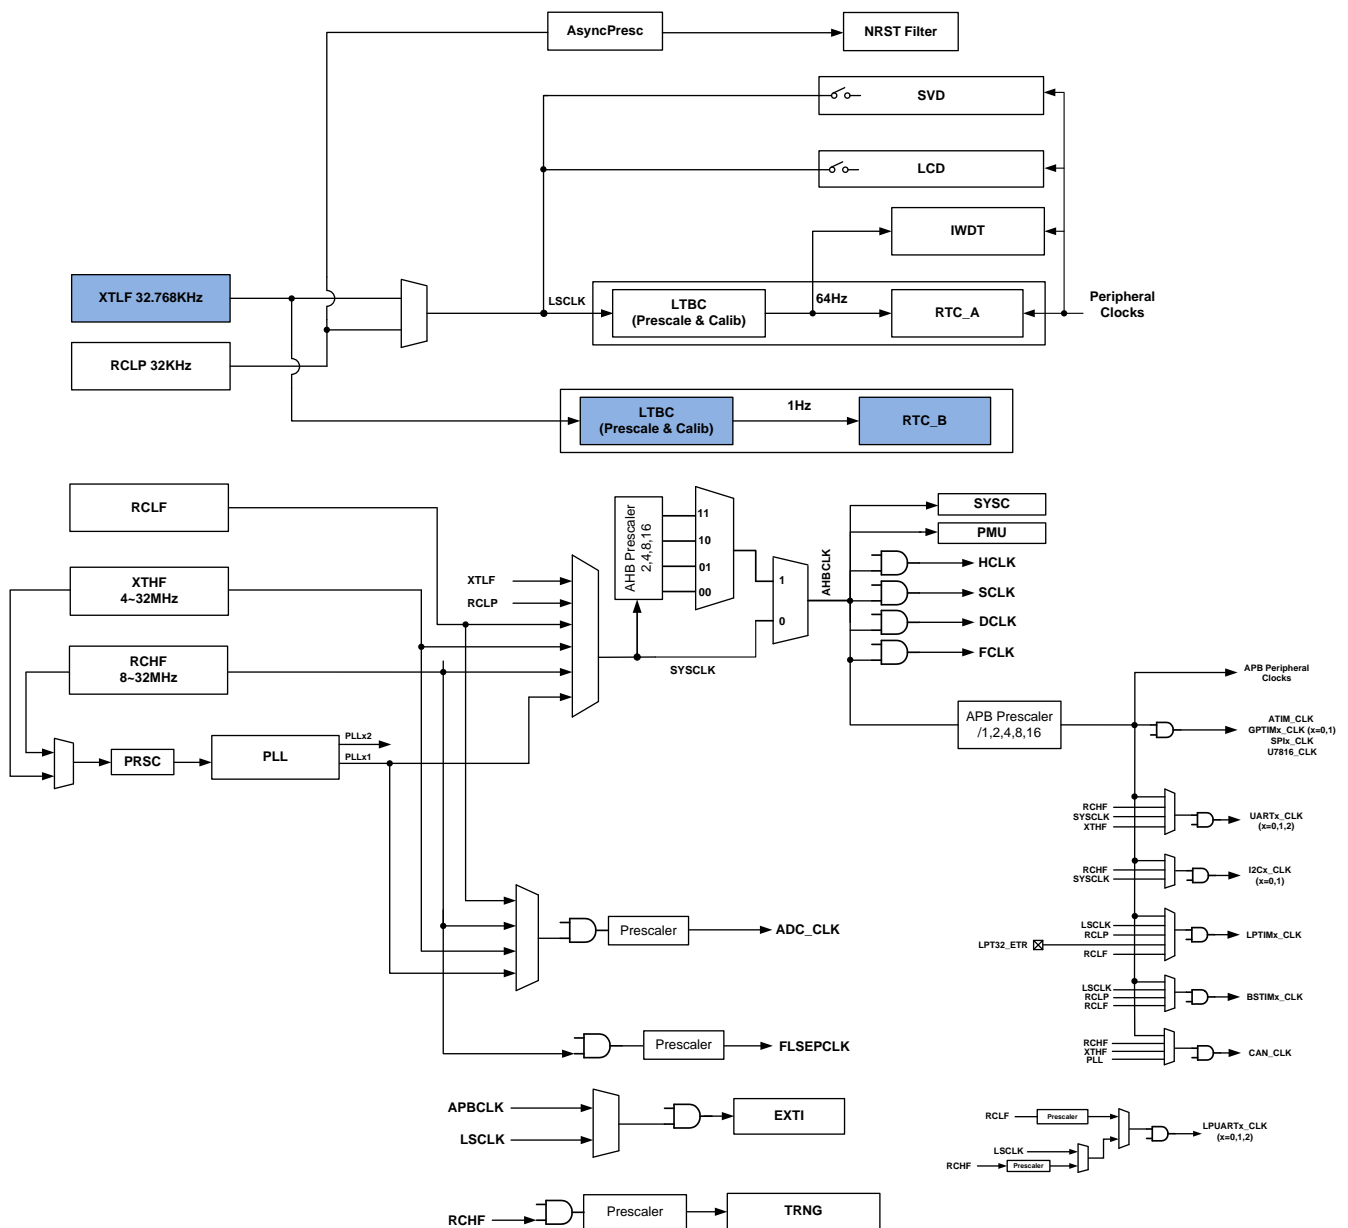 AsyncPresc
NRST Filter
SVD
LCD
IWDT
XTLF 32.768KHz
LSCLK
LTBC
(Prescale & Calib)
64Hz
RTC_A
Peripheral
Clocks
RCLP 32KHz
LTBC
(Prescale & Calib)
1Hz
RTC_B
RCLF
XTHF
4~32MHz
RCHF
8~32MHz
PRSC
PLL
PLLx2
PLLx1
XTLF
RCLP
AHB Prescaler
2,4,8,16
11
10
01
00
1
0
SYSCLK
AHBCLK
SYSC
PMU
HCLK
SCLK
DCLK
FCLK
APB Prescaler
/1,2,4,8,16
APB Peripheral
Clocks
ATIM_CLK
GPTIMx_CLK (x=0,1)
SPIx_CLK
U7816_CLK
RCHF
SYSCLK
XTHF
UARTx_CLK
(x=0,1,2)
RCHF
SYSCLK
I2Cx_CLK
(x=0,1)
LSCLK
RCLP
LPT32_ETR
RCLF
LPTIMx_CLK
LSCLK
RCLP
RCLF
BSTIMx_CLK
RCHF
XTHF
PLL
CAN_CLK
Prescaler
ADC_CLK
Prescaler
FLSEPCLK
APBCLK
LSCLK
EXTI
RCLF
Prescaler
LSCLK
RCHF
Prescaler
LPUARTx_CLK
(x=0,1,2)
RCHF
Prescaler
TRNG